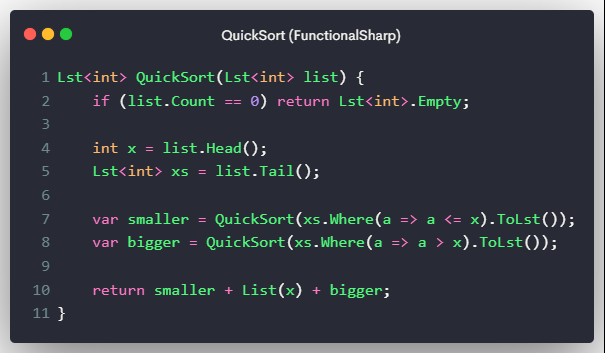 QuickSort (FunctionalSharp)
1 Lst<int> QuickSort(Lst<int> list) {
2     if (list.Count == 0) return Lst<int>.Empty;
3
4     int x = list.Head();
5     Lst<int> xs = list.Tail();
6
7     var smaller = QuickSort(xs.Where(a => a <= x).ToLst());
8     var bigger = QuickSort(xs.Where(a => a > x).ToLst());
9
10     return smaller + List(x) + bigger;
11 }